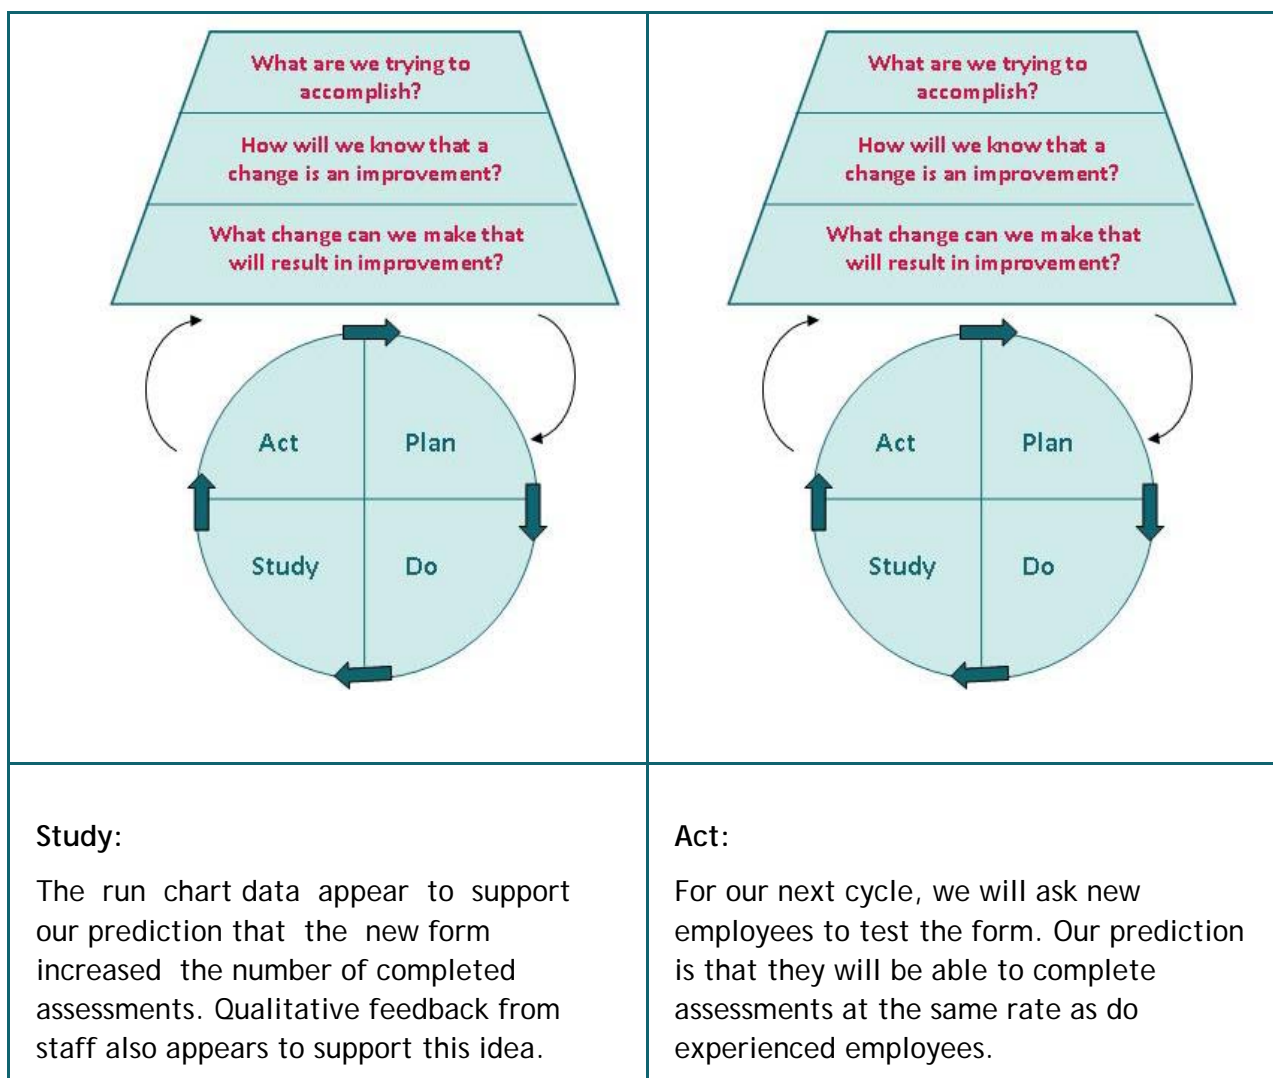 What are we trying to
accomplish?
How will we know that a
change is an improvement?
What change can we make that
will result in improvement?
Act
Plan
Study
Do
What are we trying to
accomplish?
How will we know that a
change is an improvement?
What change can we make that
will result in improvement?
Act
Plan
Study
Do
Study:
The run chart data appear to support
our prediction that the new form
increased the number of completed
assessments. Qualitative feedback from
staff also appears to support this idea.
Act:
For our next cycle, we will ask new
employees to test the form. Our prediction
is that they will be able to complete
assessments at the same rate as do
experienced employees.